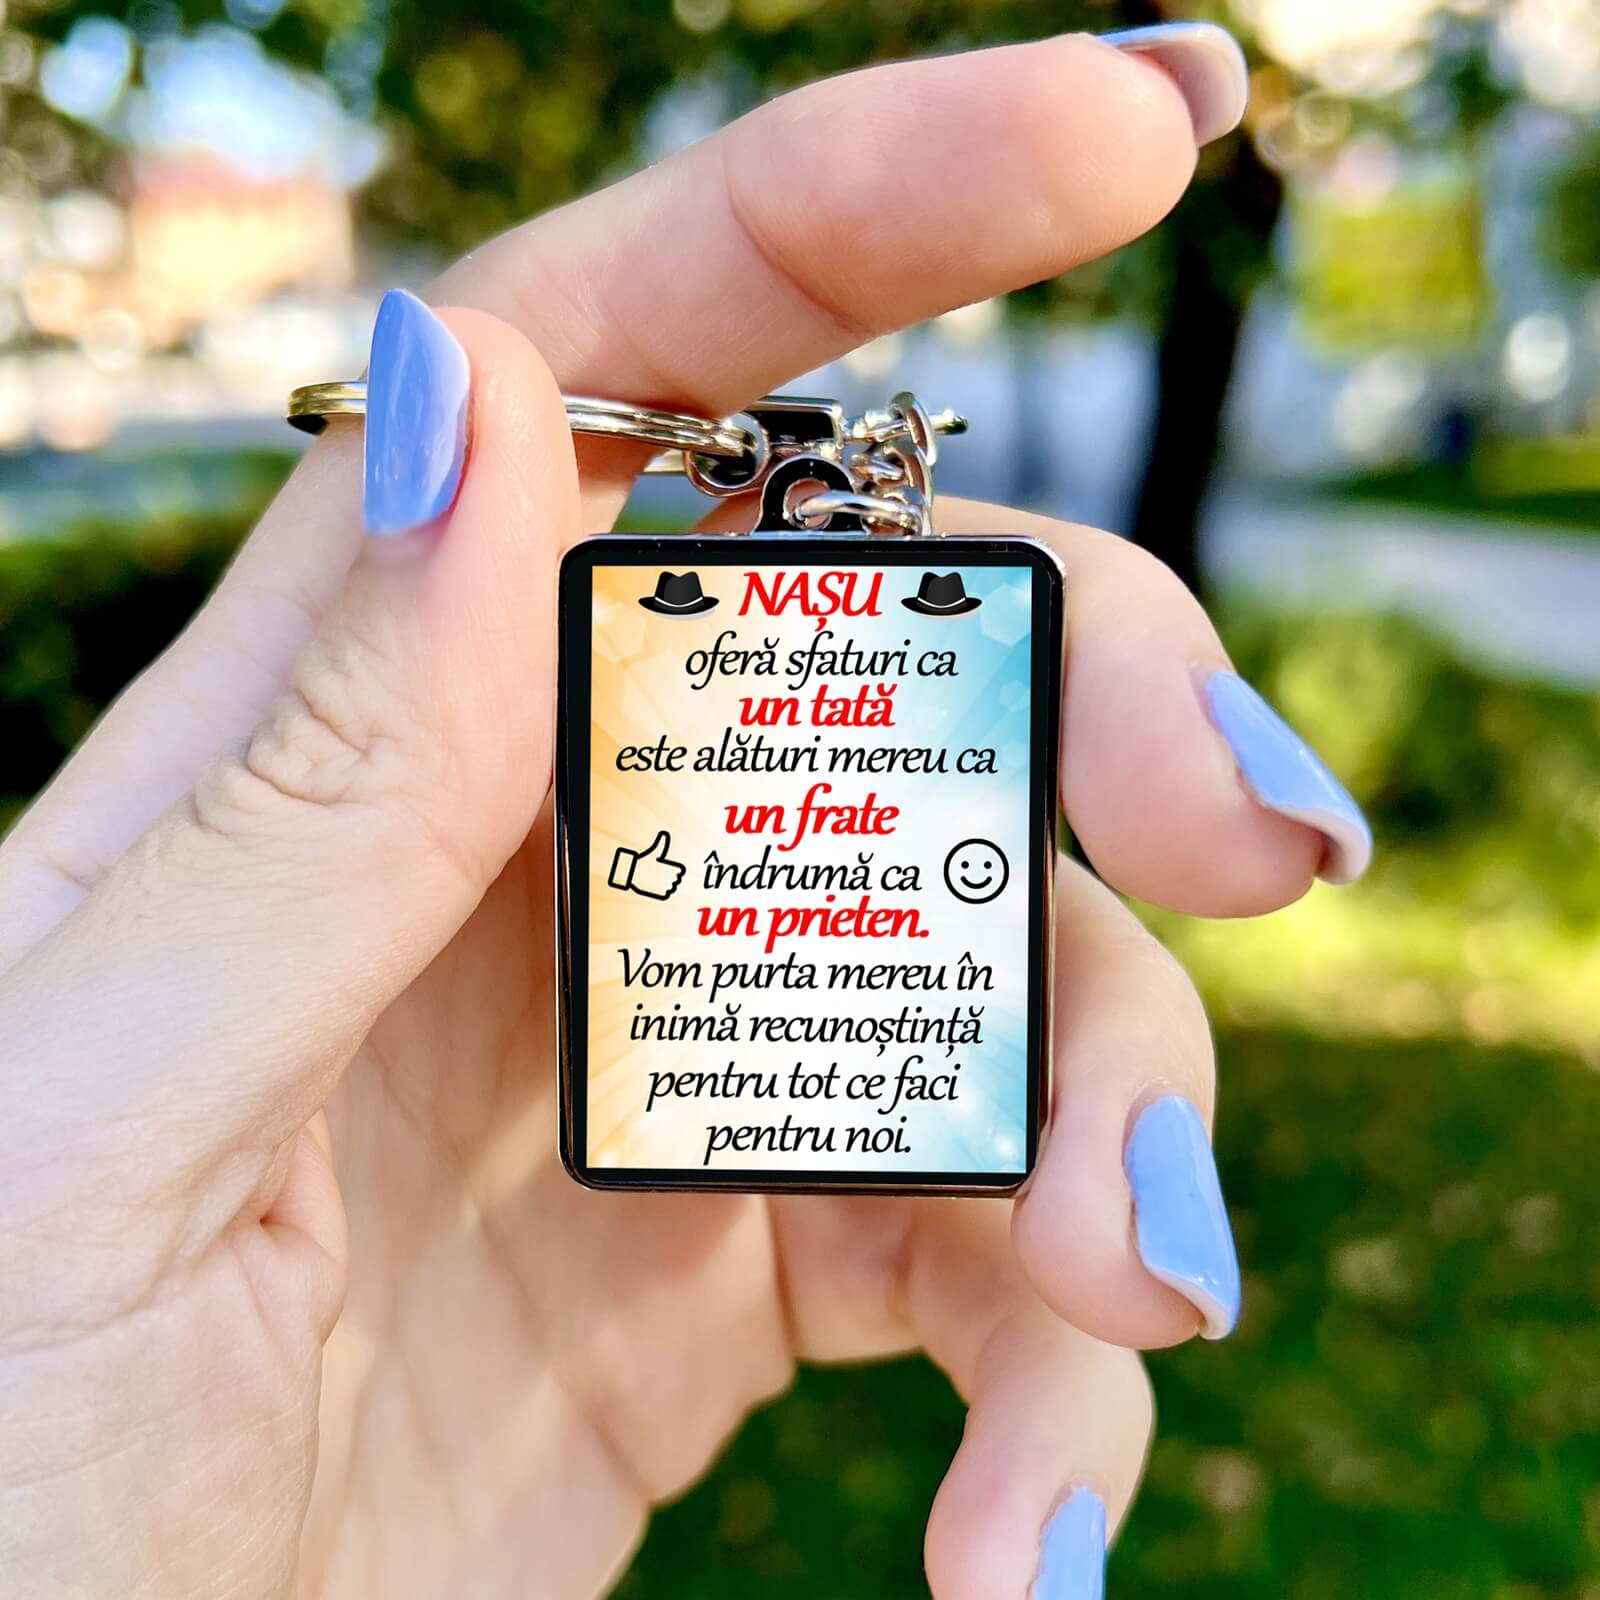 NAȘU
oferă sfaturi ca
un tată
este alături mereu ca
un frate
îndrumă ca
un prieten.
Vom purta mereu în
inimă recunoștință
pentru tot ce faci
pentru noi.